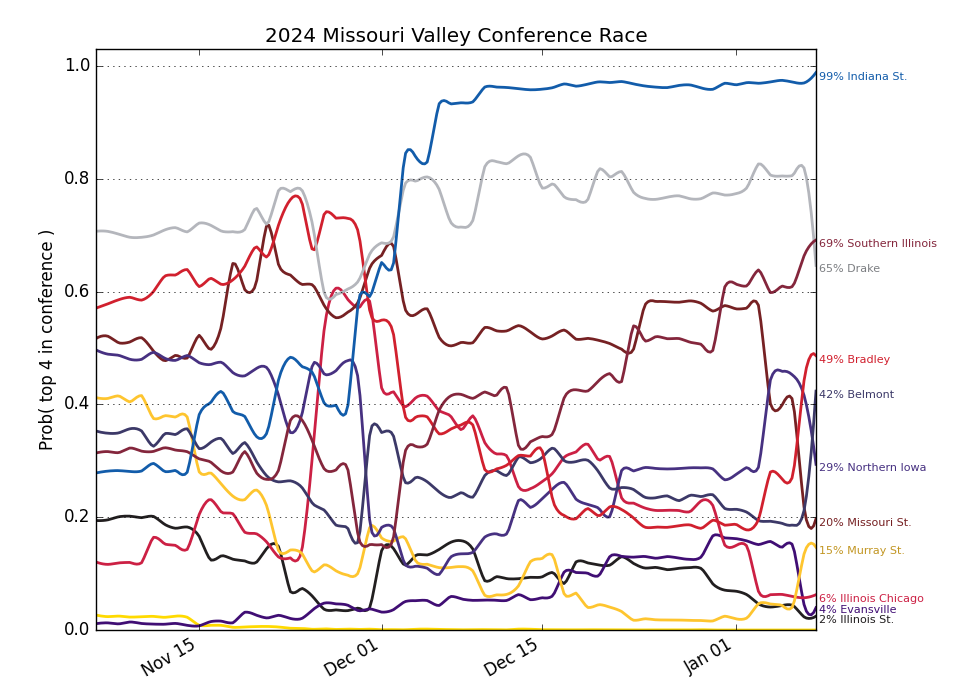 2024 Missouri Valley Conference Race
Prob( top 4 in conference )
1.0
0.8
0.6
0.4
0.2
0.0
Nov 15
Dec 01
Dec 15
Jan 01
99% Indiana St.
69% Southern Illinois
65% Drake
49% Bradley
42% Belmont
29% Northern Iowa
20% Missouri St.
15% Murray St.
6% Illinois Chicago
4% Evansville
2% Illinois St.